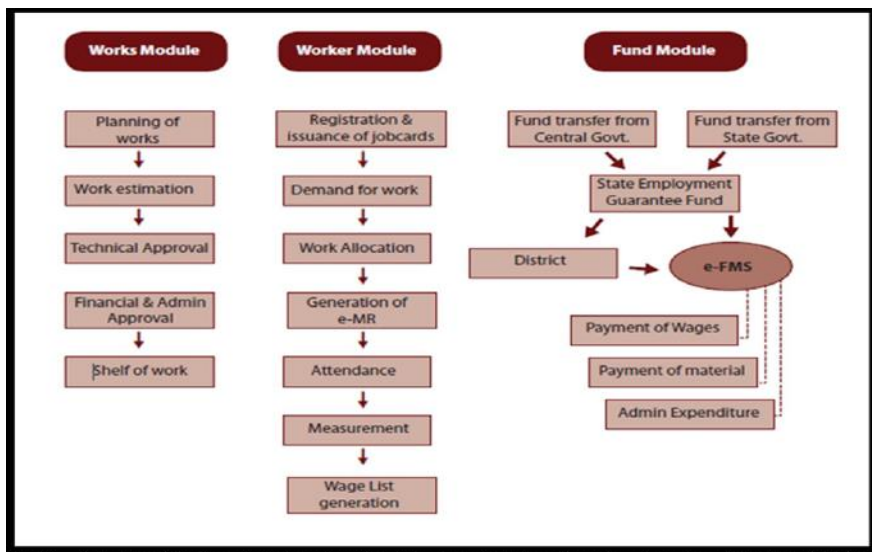 Works Module
Planning of
works
Work estimation
Technical Approval
Financial & Admin
Approval
Shelf of work
Worker Module
Registration &
issuance of jobcards
Demand for work
Work Allocation
Generation of
e-MR
Attendance
Measurement
Wage List
generation
Fund Module
Fund transfer from
Central Govt.
Fund transfer from
State Govt.
State Employment
Guarantee Fund
District
e-FMS
Payment of Wages
Payment of material
Admin Expenditure